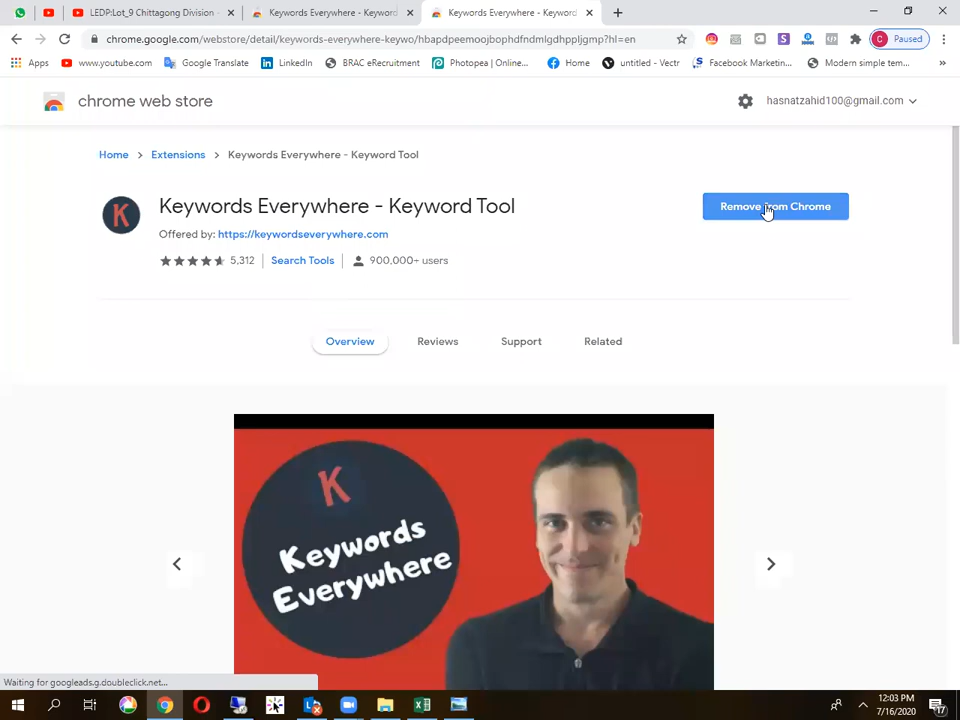 LEDP:Lot_9 Chittagong Division -
Keywords Everywhere - Keyword
Keywords Everywhere - Keyword
chrome.google.com/webstore/detail/keywords-everywhere-keywo/hbapdpeemoojbophdfndmlgdhppljgmp?hl=en
C Paused
Apps
www.youtube.com
Google Translate
LinkedIn
BRAC eRecruitment
Photopea | Online...
Home
untitled - Vectr
Facebook Marketin...
Modern simple tem...
chrome web store
hasnatzahid100@gmail.com
Home > Extensions > Keywords Everywhere - Keyword Tool
K
Keywords Everywhere - Keyword Tool
Remove from Chrome
Offered by: https://keywordseverywhere.com
5,312
Search Tools
900,000+ users
Overview
Reviews
Support
Related
K
Keywords
Everywhere
Waiting for googleads.g.doubleclick.net...
12:03 PM
7/16/2020
17